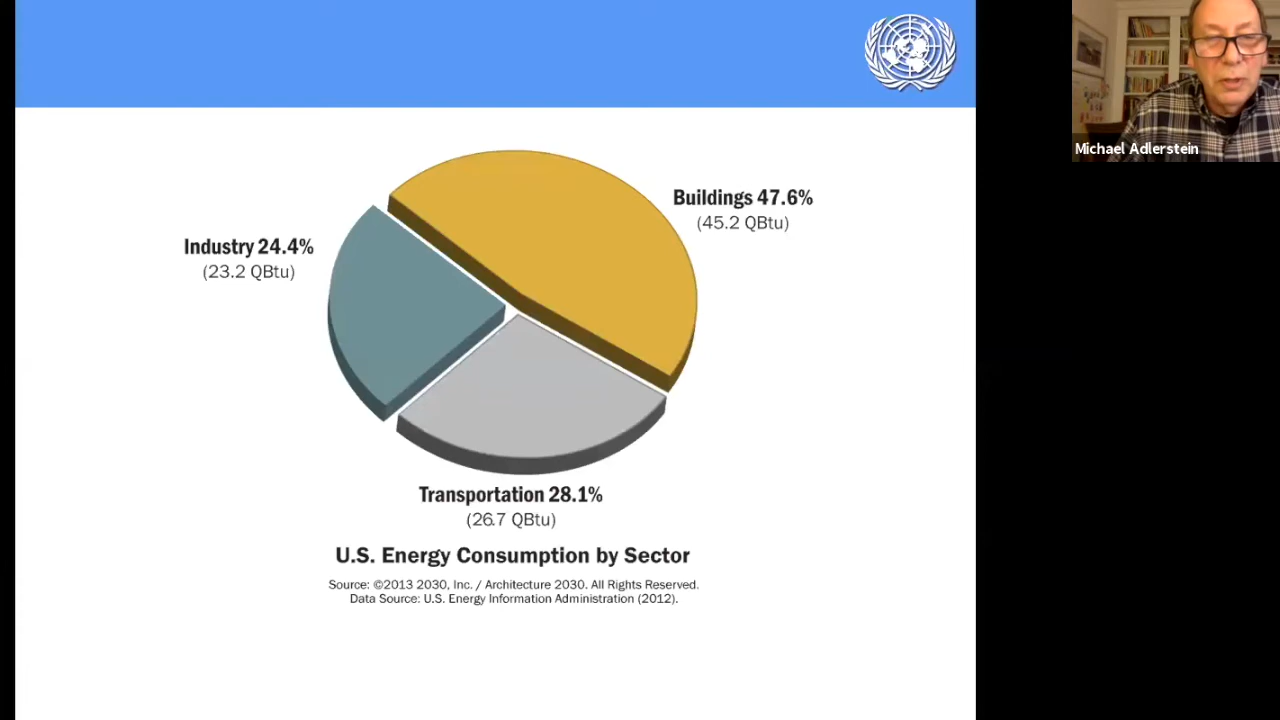 Buildings 47.6%
(45.2 QBtu)
Industry 24.4%
(23.2 QBtu)
Transportation 28.1%
(26.7 QBtu)
U.S. Energy Consumption by Sector
Source: ©2013 2030, Inc. / Architecture 2030. All Rights Reserved.
Data Source: U.S. Energy Information Administration (2012).
Michael Adlerstein